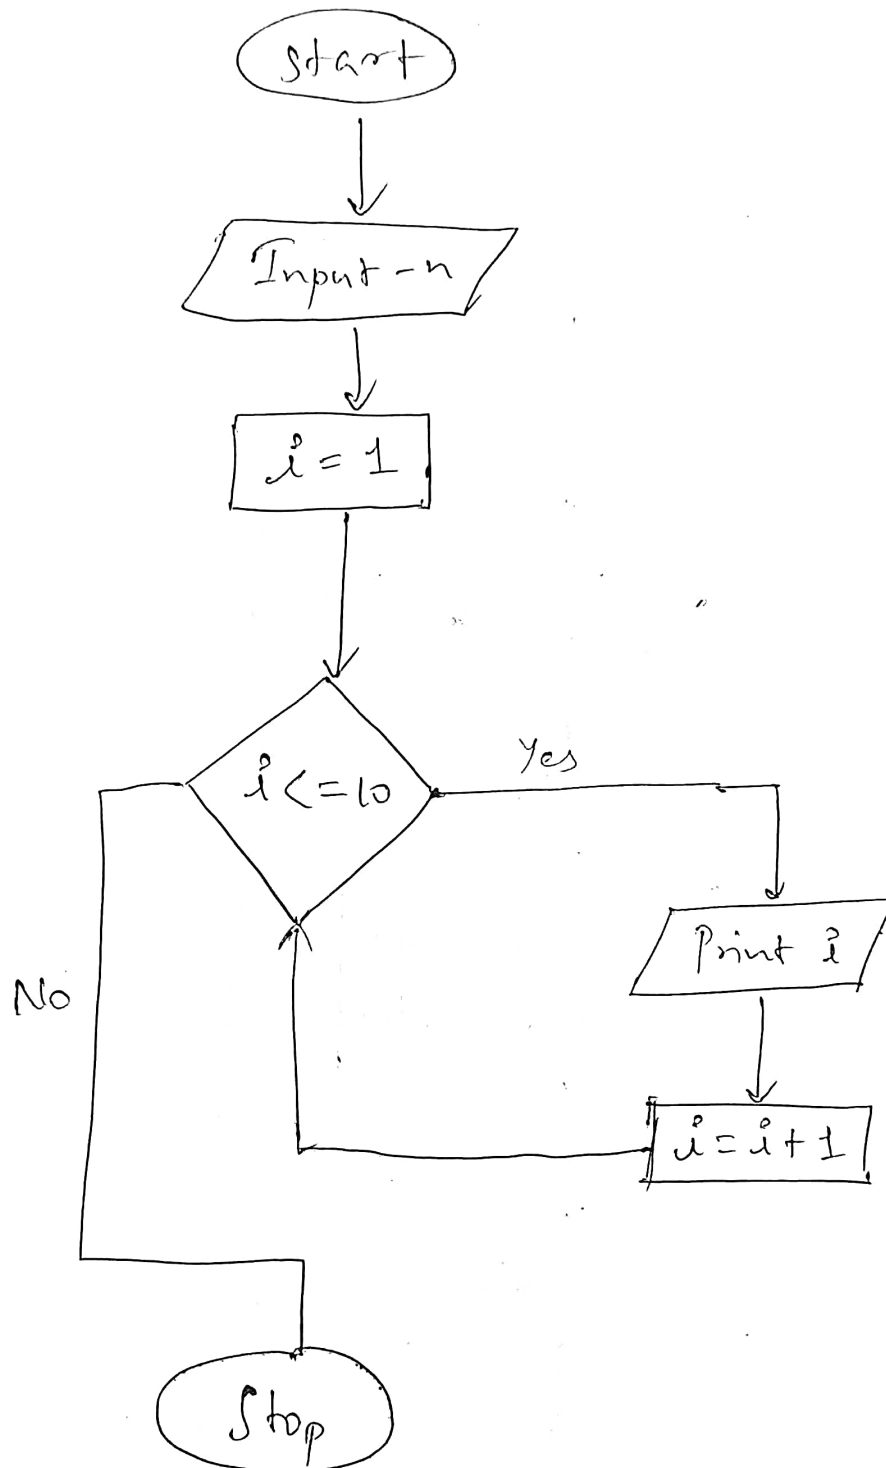 start
Input - n
i = 1
i <= 10
Yes
Print i
No
i = i + 1
Stop